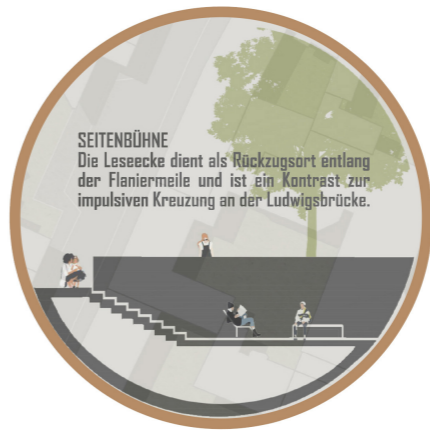 SEITENBÜHNE
Die Leseecke dient als Rückzugsort entlang
der Flaniermeile und ist ein Kontrast zur
impulsiven Kreuzung an der Ludwigsbrücke.